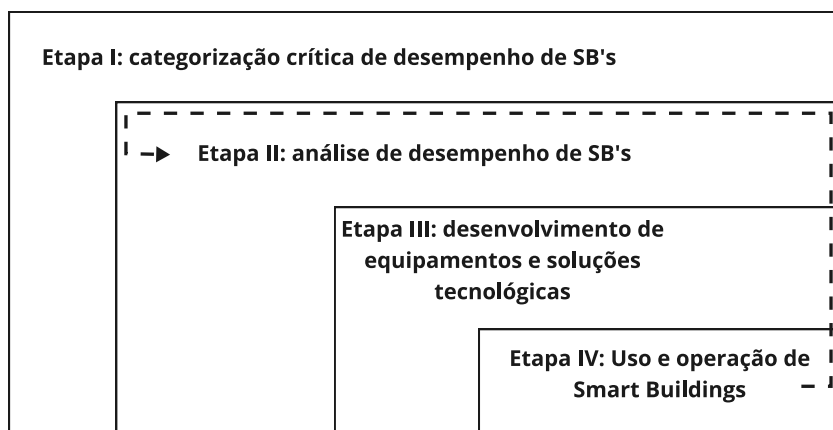 Etapa I: categorização crítica de desempenho de SB's
Etapa II: análise de desempenho de SB's
Etapa III: desenvolvimento de
equipamentos e soluções
tecnológicas
Etapa IV: Uso e operação de
Smart Buildings